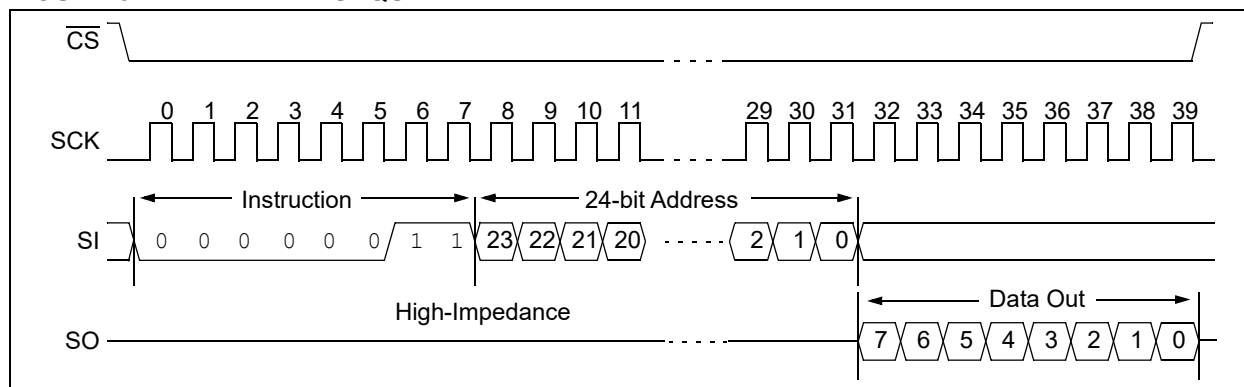 CS
0 1 2 3 4 5 6 7 8 9 10 11 29 30 31 32 33 34 35 36 37 38 39
SCK
Instruction 24-bit Address
SI 0 0 0 0 0 0 1 1 23 22 21 20 2 1 0
High-Impedance Data Out
SO 7 6 5 4 3 2 1 0